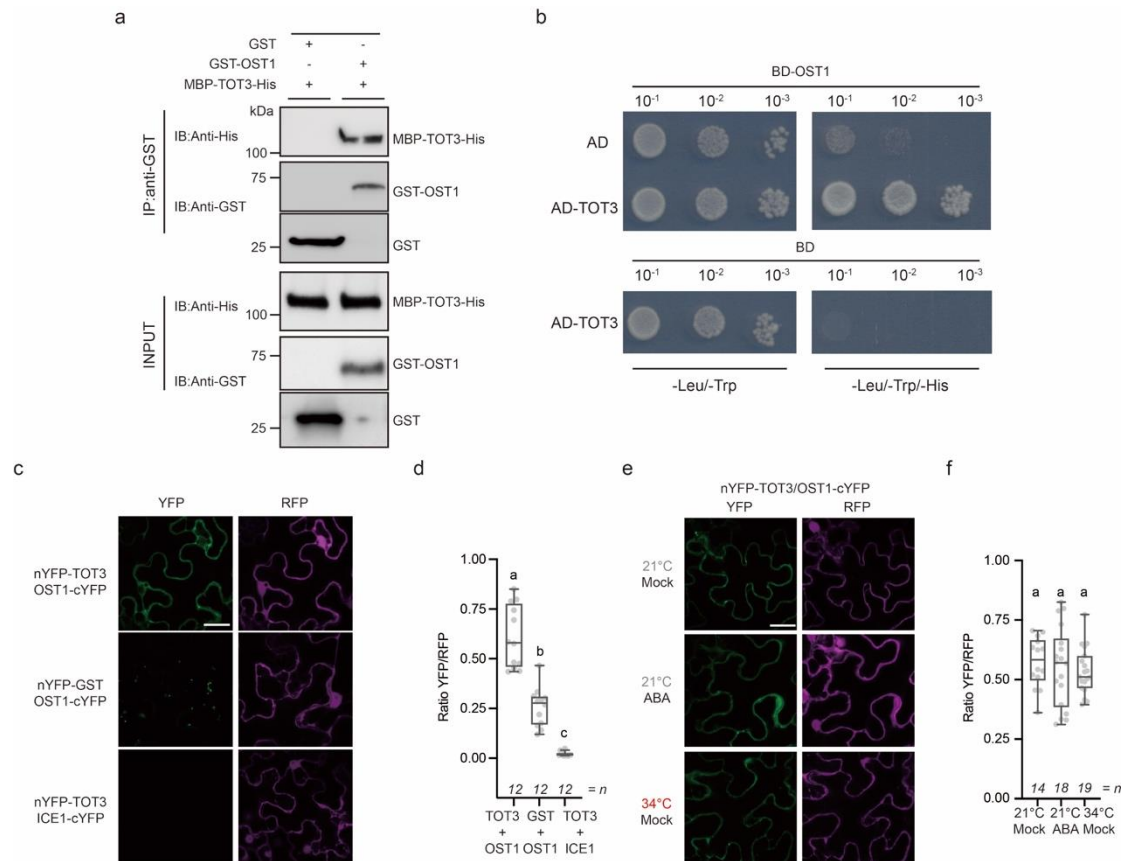 a
GST + -
GST-OST1 - +
MBP-TOT3-His + +
kDa
IP:anti-GST
IB:Anti-His
100
MBP-TOT3-His
75
IB:Anti-GST
GST-OST1
25
GST
INPUT
IB:Anti-His
100
MBP-TOT3-His
75
IB:Anti-GST
GST-OST1
25
GST
b
BD-OST1
10-1 10-2 10-3 10-1 10-2 10-3
AD
AD-TOT3
BD
10-1 10-2 10-3 10-1 10-2 10-3
AD-TOT3
-Leu/-Trp -Leu/-Trp/-His
c
YFP RFP
nYFP-TOT3
OST1-cYFP
nYFP-GST
OST1-cYFP
nYFP-TOT3
ICE1-cYFP
d
Ratio YFP/RFP
1.00
0.75
0.50
0.25
0.00
a
b
c
12 12 12 = n
TOT3 GST TOT3
+ + +
OST1 OST1 ICE1
e
nYFP-TOT3/OST1-cYFP
YFP RFP
21°C
Mock
21°C
ABA
34°C
Mock
f
Ratio YFP/RFP
1.00
0.75
0.50
0.25
0.00
a a a
14 18 19 = n
21°C 21°C 34°C
Mock ABA Mock